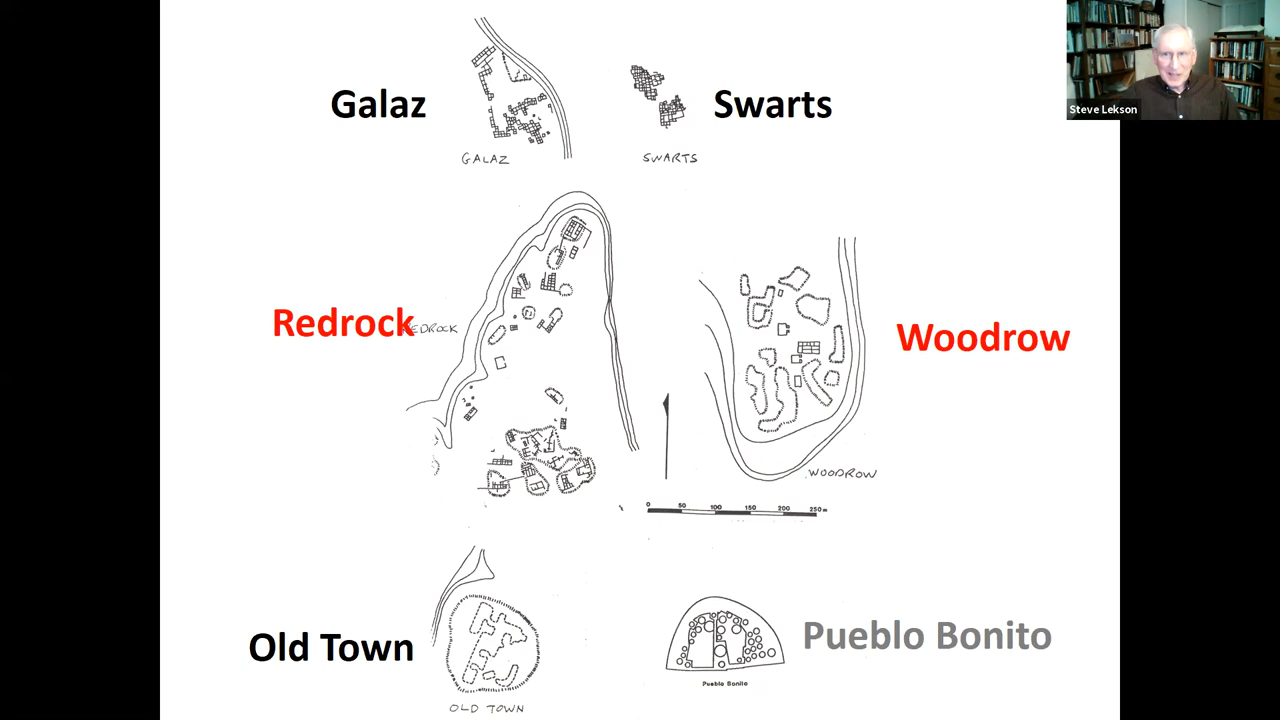 Steve Lekson
Galaz
Swarts
GALAZ
SWARTS
Redrock
EDROCK
Woodrow
WOODROW
0 50 100 150 200 250 m
Old Town
Pueblo Bonito
Pueblo Bonito
OLD TOWN